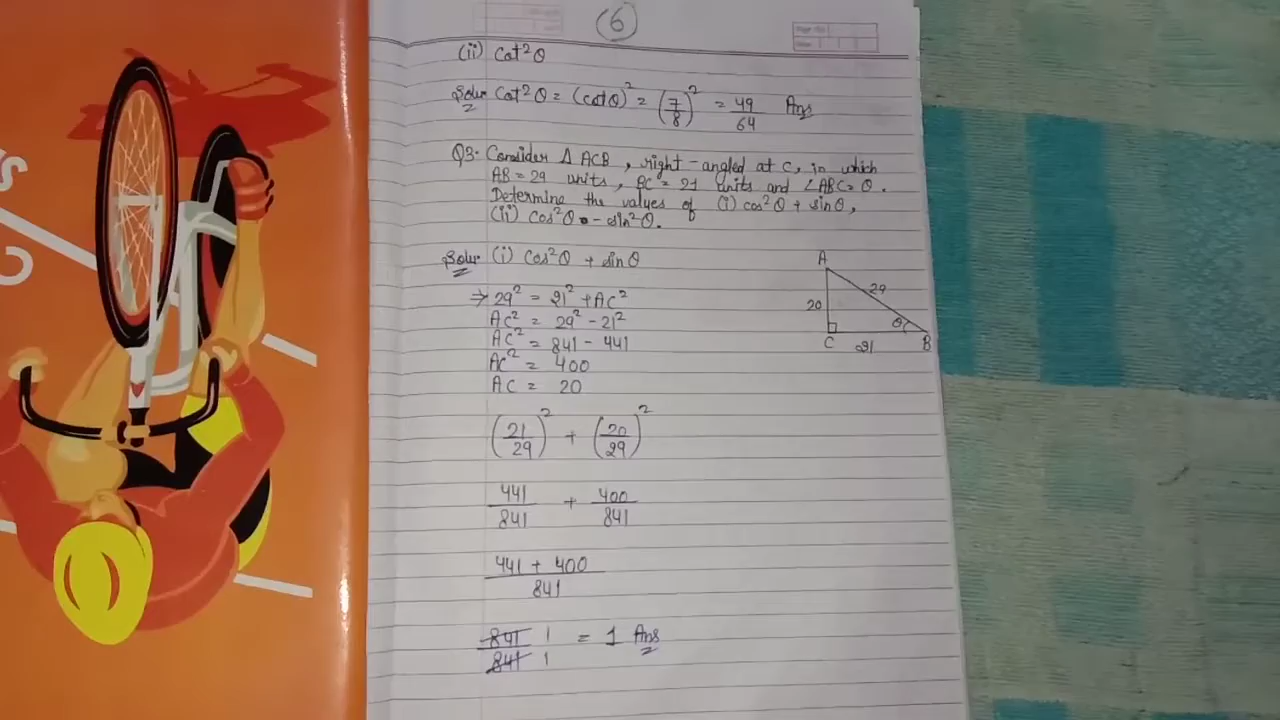 6
(ii) Cot²θ
Soln. Cot²θ = (cotθ)² = (7/8)² = 49/64 Ans
Q3. Consider Δ ACB, right-angled at C, in which
AB = 29 units, BC = 21 units and ∠ABC = θ.
Determine the values of (i) cos²θ + sinθ,
(ii) cos²θ - sin²θ.
Soln. (i) cos²θ + sinθ
⇒ 29² = 21² + AC²
AC² = 29² - 21²
AC² = 841 - 441
AC² = 400
AC = 20
A
29
20
θ
C
21
B
(21/29)² + (20/29)²
441/841 + 400/841
441 + 400/841
841/841 1/1 = 1 Ans